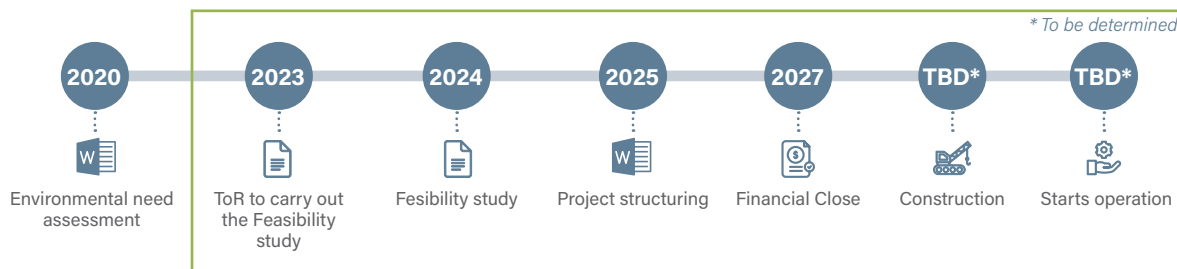 * To be determined
2020
2023
2024
2025
2027
TBD*
TBD*
W
W
Environmental need
assessment
ToR to carry out
the Feasibility
study
Fesibility study
Project structuring
$
Financial Close
Construction
Starts operation